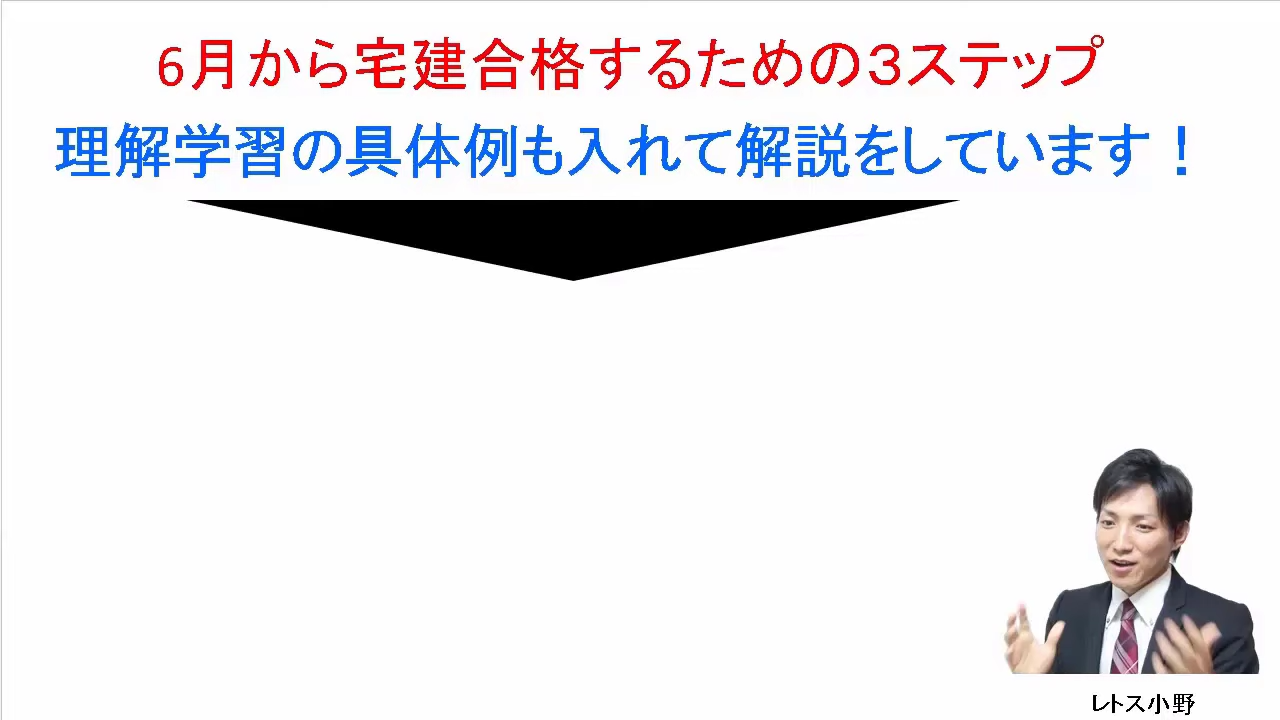 6月から宅建合格するための３ステップ
理解学習の具体例も入れて解説をしています！
レトス小野